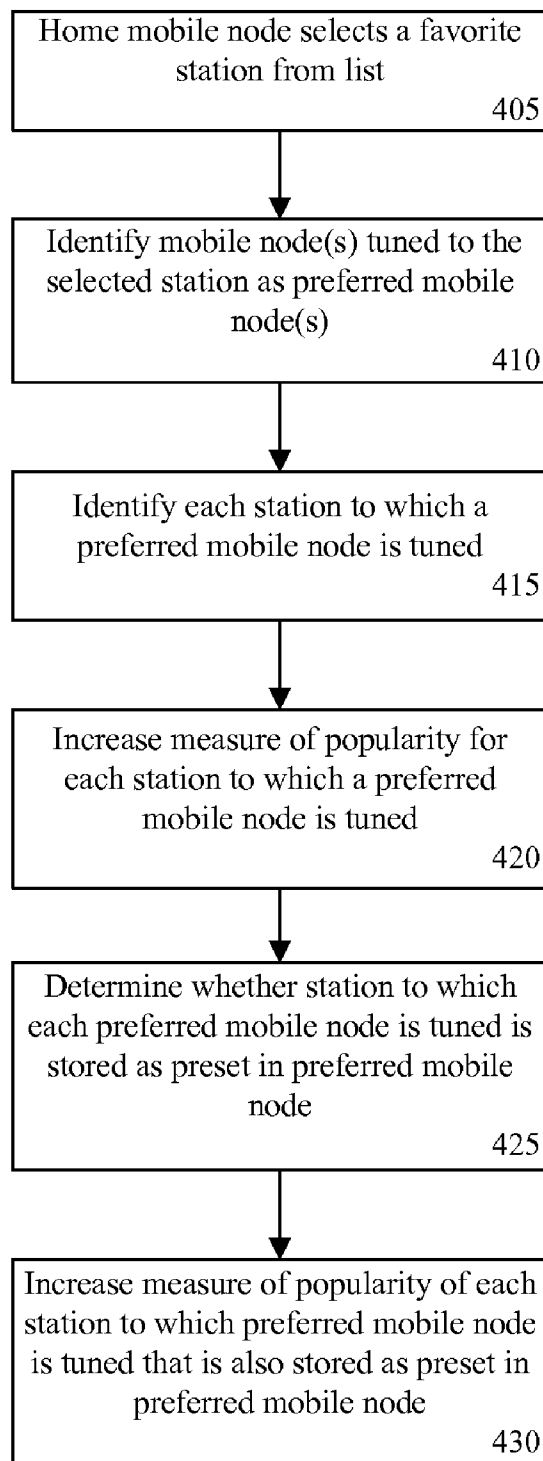 Home mobile node selects a favorite
station from list
405
Identify mobile node(s) tuned to the
selected station as preferred mobile
node(s)
410
Identify each station to which a
preferred mobile node is tuned
415
Increase measure of popularity for
each station to which a preferred
mobile node is tuned
420
Determine whether station to which
each preferred mobile node is tuned is
stored as preset in preferred mobile
node
425
Increase measure of popularity of each
station to which preferred mobile node
is tuned that is also stored as preset in
preferred mobile node
430